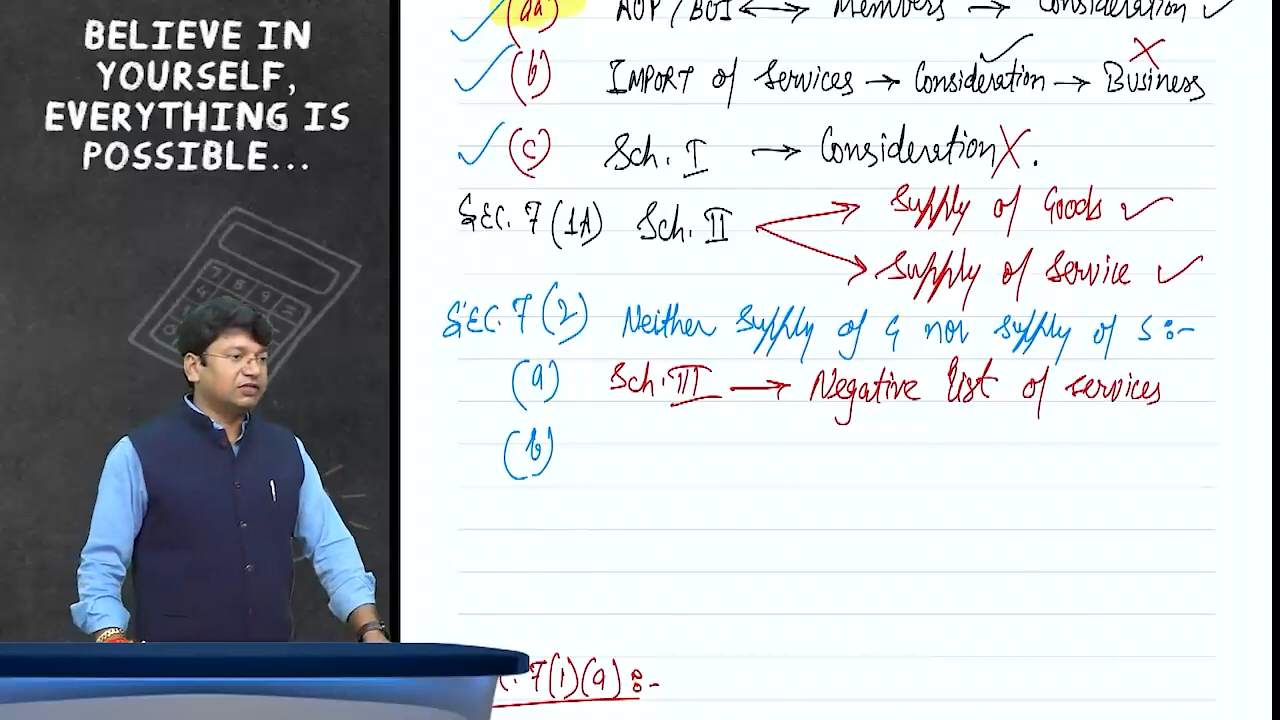 BELIEVE IN
YOURSELF,
EVERYTHING IS
POSSIBLE...
(aa) AOP/BOI ↔ Members → Consideration ✓
✓ (b) IMPORT of Services → Consideration ✓ → Business X
✓ (c) Sch. I → Consideration X.
SEC. 7 (1A) Sch. II
Supply of Goods ✓
Supply of Service ✓
SEC. 7 (2) Neither Supply of G nor Supply of S :-
(a) Sch. III → Negative list of services
(b)
7(1)(a) :-